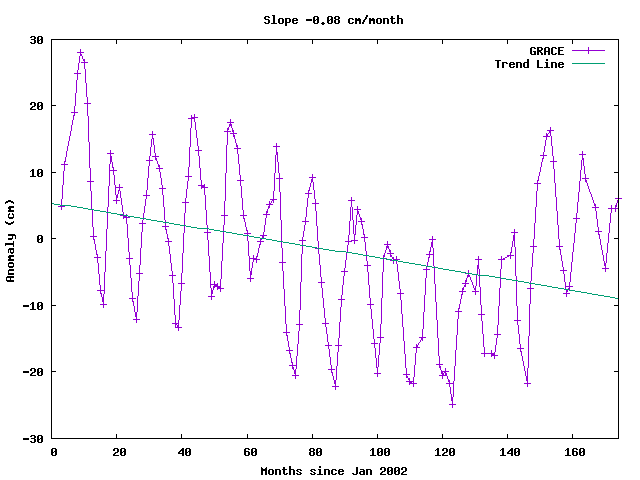 Slope -0.08 cm/month
30
GRACE
Trend Line
20
10
0
-10
-20
-30
Anomaly (cm)
0 20 40 60 80 100 120 140 160
Months since Jan 2002